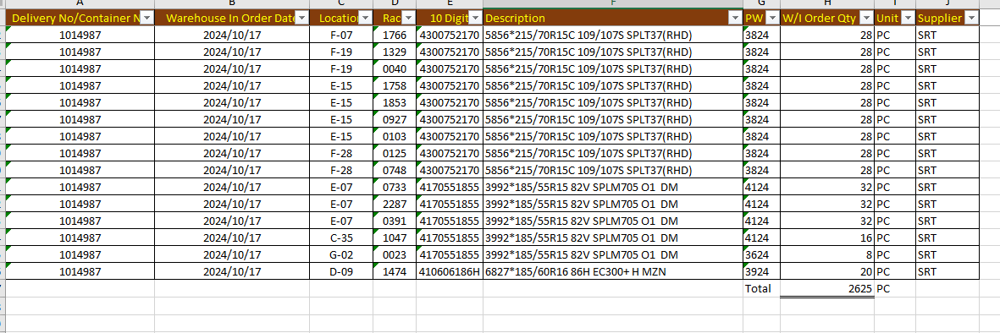 A B C D E F G H I J
Delivery No/Container N Warehouse In Order Date Location Rac 10 Digit Description PW W/I Order Qty Unit Supplier
1014987 2024/10/17 F-07 1766 4300752170 5856*215/70R15C 109/107S SPLT37(RHD) 3824 28 PC SRT
1014987 2024/10/17 F-19 1329 4300752170 5856*215/70R15C 109/107S SPLT37(RHD) 3824 28 PC SRT
1014987 2024/10/17 F-19 0040 4300752170 5856*215/70R15C 109/107S SPLT37(RHD) 3824 28 PC SRT
1014987 2024/10/17 E-15 1758 4300752170 5856*215/70R15C 109/107S SPLT37(RHD) 3824 28 PC SRT
1014987 2024/10/17 E-15 1853 4300752170 5856*215/70R15C 109/107S SPLT37(RHD) 3824 28 PC SRT
1014987 2024/10/17 E-15 0927 4300752170 5856*215/70R15C 109/107S SPLT37(RHD) 3824 28 PC SRT
1014987 2024/10/17 E-15 0103 4300752170 5856*215/70R15C 109/107S SPLT37(RHD) 3824 28 PC SRT
1014987 2024/10/17 F-28 0125 4300752170 5856*215/70R15C 109/107S SPLT37(RHD) 3824 28 PC SRT
1014987 2024/10/17 F-28 0748 4300752170 5856*215/70R15C 109/107S SPLT37(RHD) 3824 28 PC SRT
1014987 2024/10/17 E-07 0733 4170551855 3992*185/55R15 82V SPLM705 O1 DM 4124 32 PC SRT
1014987 2024/10/17 E-07 2287 4170551855 3992*185/55R15 82V SPLM705 O1 DM 4124 32 PC SRT
1014987 2024/10/17 E-07 0391 4170551855 3992*185/55R15 82V SPLM705 O1 DM 4124 32 PC SRT
1014987 2024/10/17 C-35 1047 4170551855 3992*185/55R15 82V SPLM705 O1 DM 4124 16 PC SRT
1014987 2024/10/17 G-02 0023 4170551855 3992*185/55R15 82V SPLM705 O1 DM 3624 8 PC SRT
1014987 2024/10/17 D-09 1474 410606186H 6827*185/60R16 86H EC300+ H MZN 3924 20 PC SRT
Total 2625 PC